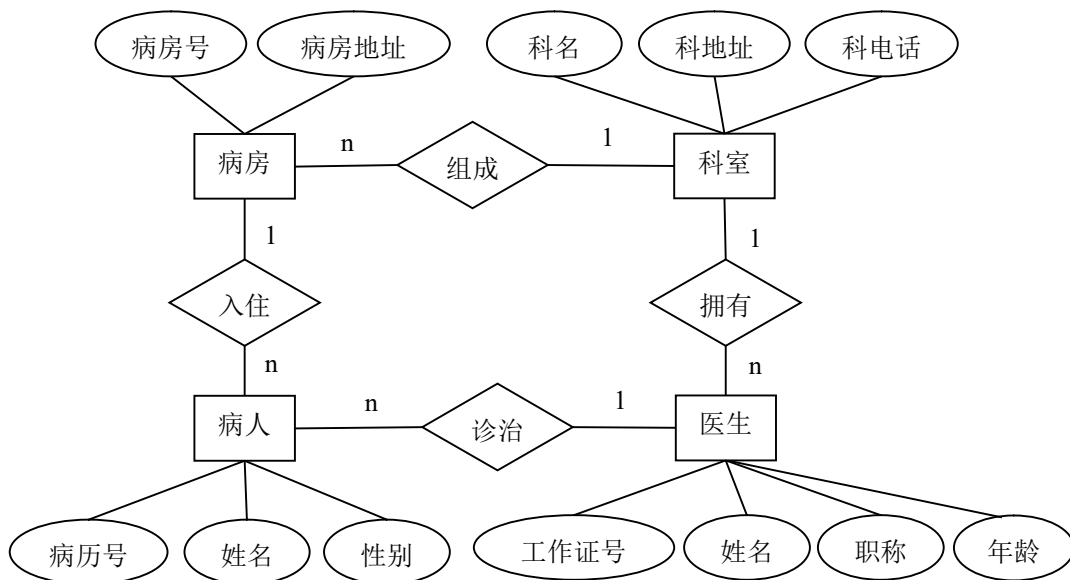 病房号 病房地址 科名 科地址 科电话
病房 n 组成 1 科室
1 1
入住 拥有
n n
病人 n 诊治 1 医生
病历号 姓名 性别 工作证号 姓名 职称 年龄